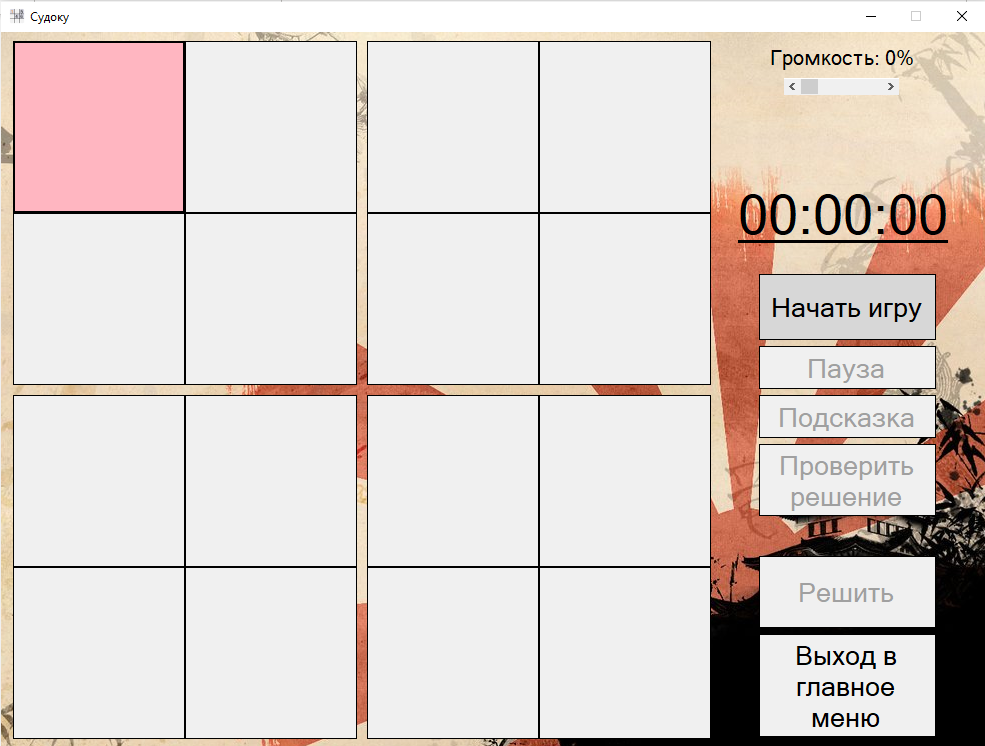 Судоку
Громкость: 0%
00:00:00
Начать игру
Пауза
Подсказка
Проверить
решение
Решить
Выход в
главное
меню